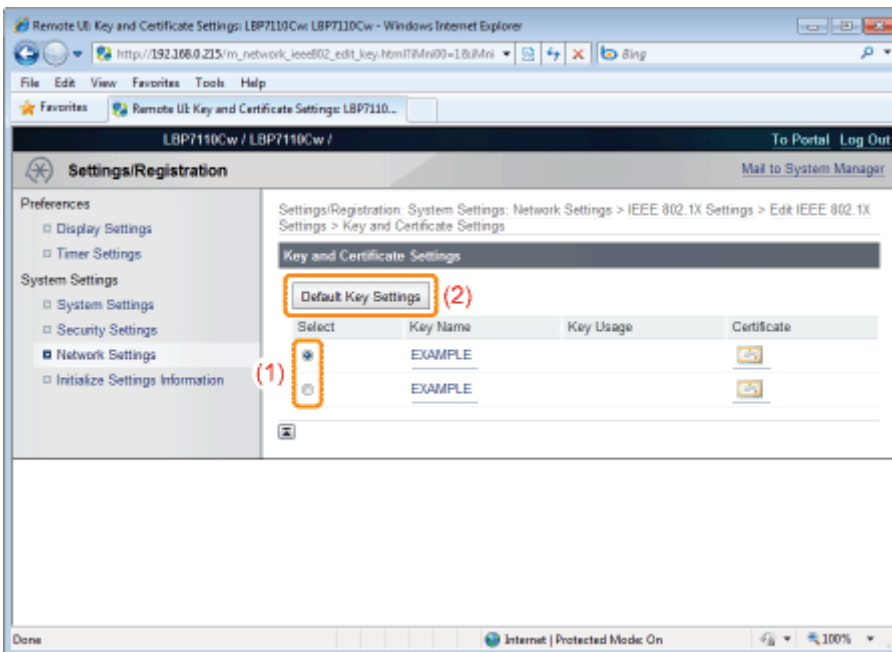 Remote UI: Key and Certificate Settings: LBP7110Cw: LBP7110Cw - Windows Internet Explorer
http://192.168.0.215/m_network_ieee802_edit_key.html?iMni00=1&iMni
Bing
File Edit View Favorites Tools Help
Favorites
Remote UI: Key and Certificate Settings: LBP7110...
LBP7110Cw / LBP7110Cw /
To Portal Log Out
Settings/Registration
Mail to System Manager
Preferences
Display Settings
Timer Settings
System Settings
System Settings
Security Settings
Network Settings
Initialize Settings Information
Settings/Registration: System Settings: Network Settings > IEEE 802.1X Settings > Edit IEEE 802.1X
Settings > Key and Certificate Settings
Key and Certificate Settings
Default Key Settings (2)
Select Key Name Key Usage Certificate
(1)
EXAMPLE
EXAMPLE
Done
Internet | Protected Mode: On
100%